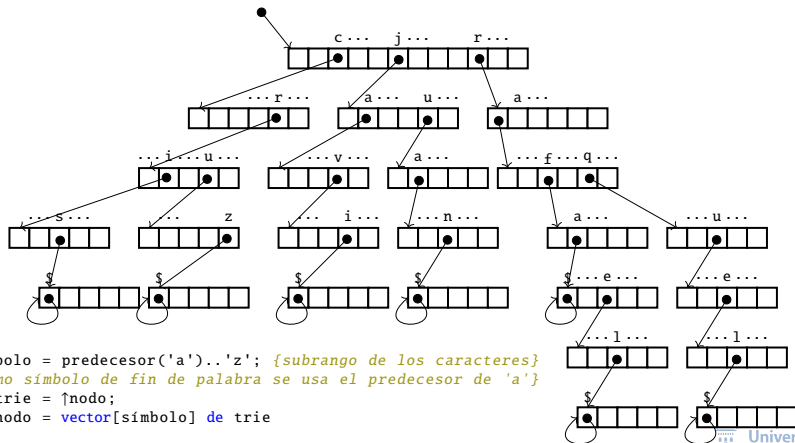 c··· j··· r···
···r··· a··· u··· a···
···i···u··· ···v··· a··· ···f···q···
···s··· ··· z ··· i··· ···n··· a··· ···u···
$ $ $ $ $ ···e··· ···e···
···l··· ···l···
$ $
bolo = predecesor('a')..'z'; {subrango de los caracteres}
símbolo de fin de palabra se usa el predecesor de 'a'}
trie = ↑nodo;
nodo = vector[símbolo] de trie